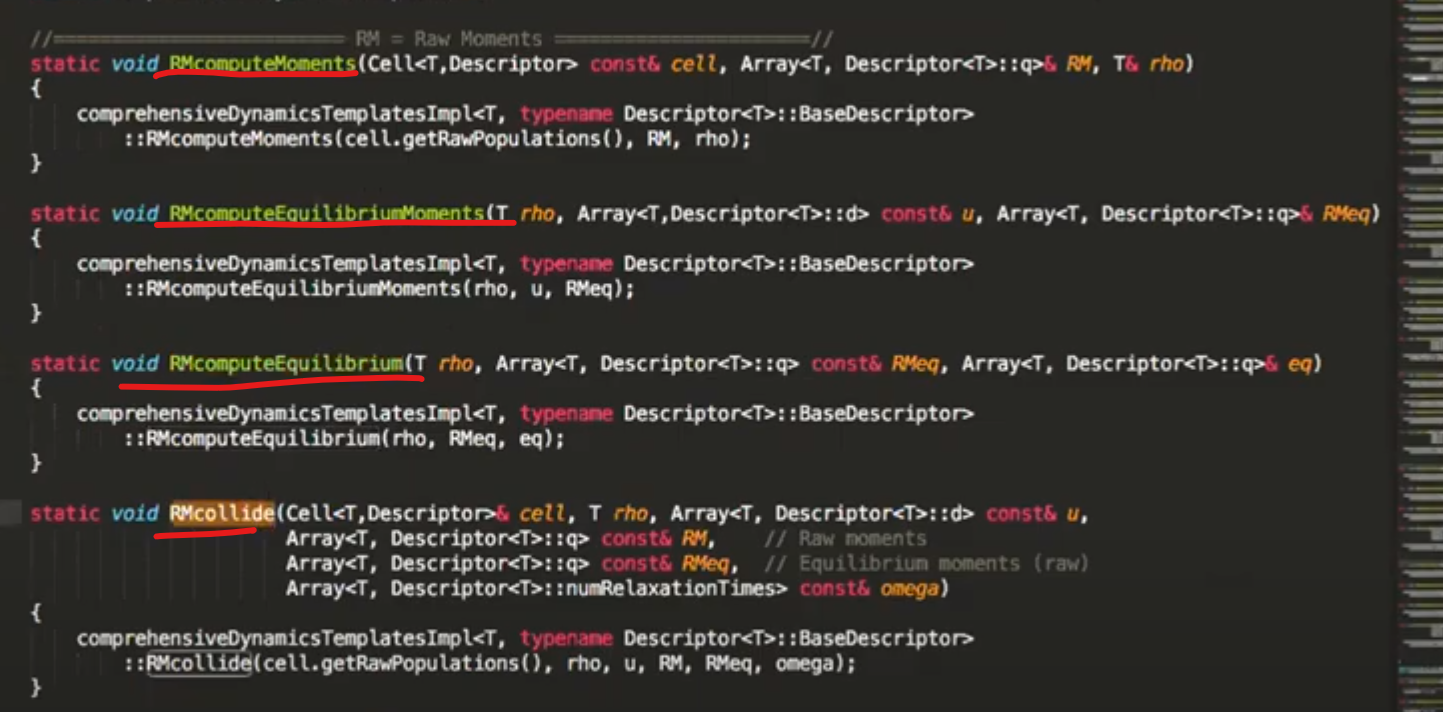 //========================= RM = Raw Moments ======================//
static void RMcomputeMoments(Cell<T,Descriptor> const& cell, Array<T, Descriptor<T>::q>& RM, T& rho)
{
    comprehensiveDynamicsTemplatesImpl<T, typename Descriptor<T>::BaseDescriptor>
        ::RMcomputeMoments(cell.getRawPopulations(), RM, rho);
}
static void RMcomputeEquilibriumMoments(T rho, Array<T,Descriptor<T>::d> const& u, Array<T, Descriptor<T>::q>& RMeq)
{
    comprehensiveDynamicsTemplatesImpl<T, typename Descriptor<T>::BaseDescriptor>
        ::RMcomputeEquilibriumMoments(rho, u, RMeq);
}
static void RMcomputeEquilibrium(T rho, Array<T, Descriptor<T>::q> const& RMeq, Array<T, Descriptor<T>::q>& eq)
{
    comprehensiveDynamicsTemplatesImpl<T, typename Descriptor<T>::BaseDescriptor>
        ::RMcomputeEquilibrium(rho, RMeq, eq);
}
static void RMcollide(Cell<T,Descriptor>& cell, T rho, Array<T, Descriptor<T>::d> const& u,
                      Array<T, Descriptor<T>::q> const& RM,    // Raw moments
                      Array<T, Descriptor<T>::q> const& RMeq,  // Equilibrium moments (raw)
                      Array<T, Descriptor<T>::numRelaxationTimes> const& omega)
{
    comprehensiveDynamicsTemplatesImpl<T, typename Descriptor<T>::BaseDescriptor>
        ::RMcollide(cell.getRawPopulations(), rho, u, RM, RMeq, omega);
}